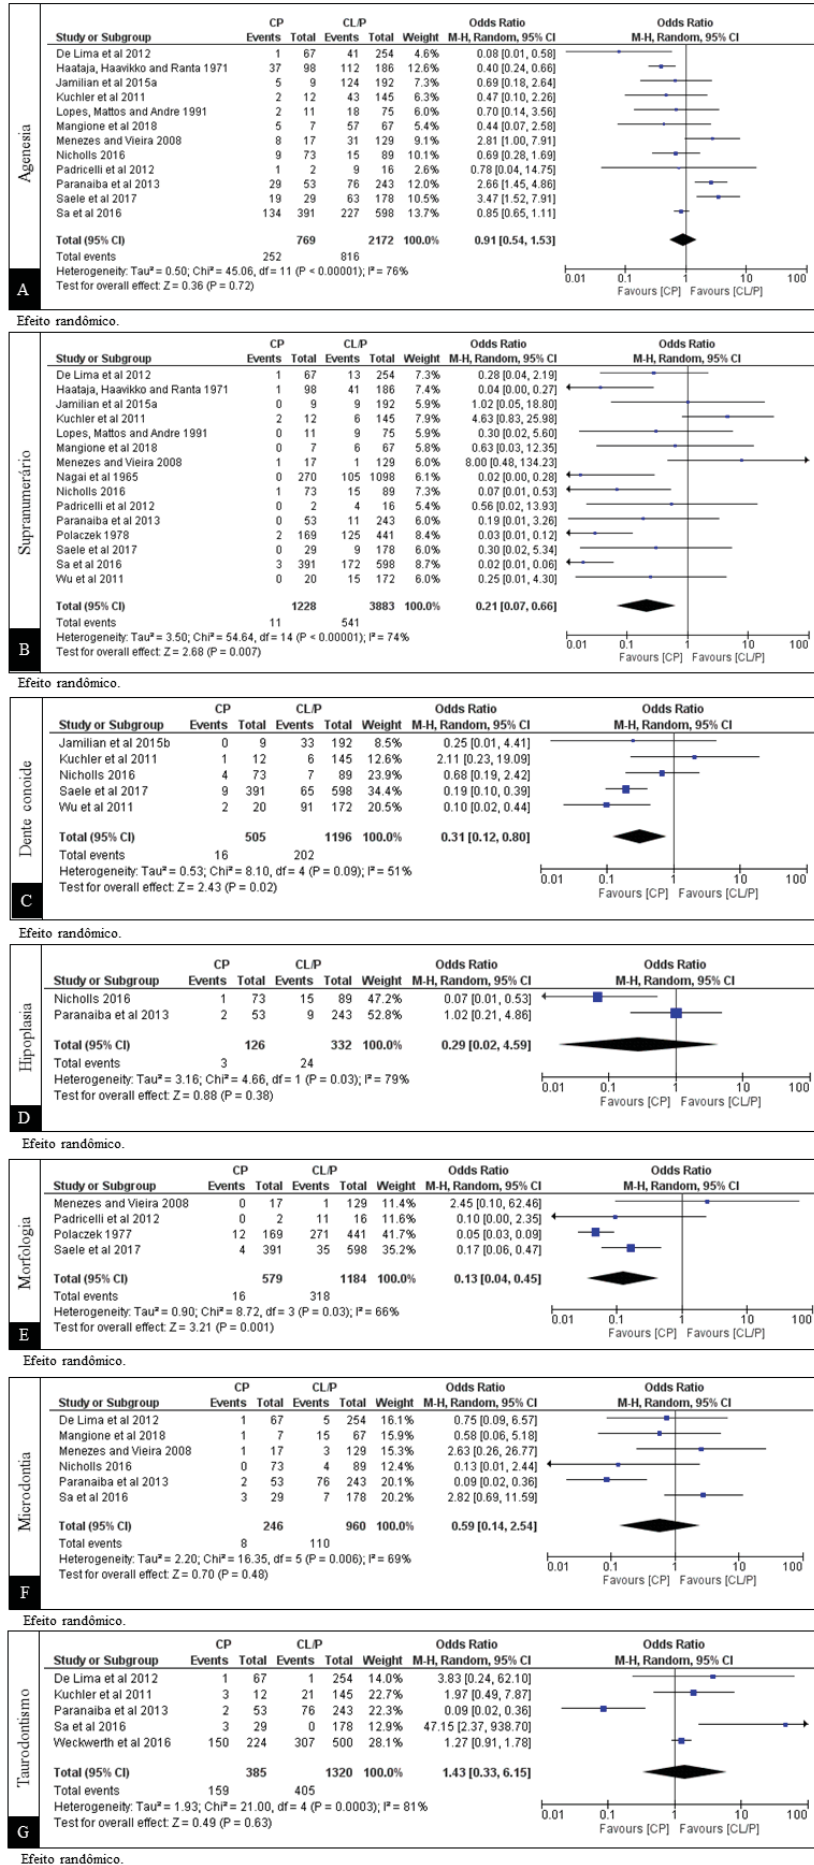 Agenesia
A
CP CL/P Odds Ratio Odds Ratio
Study or Subgroup Events Total Events Total Weight M-H, Random, 95% CI M-H, Random, 95% CI
De Lima et al 2012 1 67 41 254 4.6% 0.08 [0.01, 0.58]
Haataja, Haavikko and Ranta 1971 37 98 112 186 12.6% 0.40 [0.24, 0.66]
Jamilian et al 2015a 5 9 124 192 5.9% 0.69 [0.18, 2.64]
Kuchler et al 2011 2 12 43 145 5.3% 0.47 [0.10, 2.26]
Lopes, Mattos and Andre 1991 2 11 18 75 5.0% 0.70 [0.14, 3.56]
Mangione et al 2018 5 7 57 67 4.4% 0.44 [0.07, 2.58]
Menezes and Vieira 2008 8 17 31 129 9.1% 2.81 [1.00, 7.91]
Nicholls 2016 9 73 15 89 10.0% 0.69 [0.28, 1.69]
Padricelli et al 2012 1 2 9 16 2.6% 0.78 [0.04, 14.75]
Paranaiba et al 2013 29 53 76 243 12.0% 2.66 [1.45, 4.86]
Saele et al 2017 19 29 63 178 10.5% 3.47 [1.52, 7.91]
Sa et al 2016 134 391 227 598 13.7% 0.85 [0.65, 1.11]
Total (95% CI) 769 2172 100.0% 0.91 [0.54, 1.53]
Total events 252 816
Heterogeneity: Tau² = 0.50; Chi² = 45.06, df = 11 (P < 0.00001); I² = 76%
Test for overall effect: Z = 0.36 (P = 0.72)
0.01 0.1 1 10 100
Favours [CP] Favours [CL/P]
Efeito randômico.
Supranumerário
B
CP CL/P Odds Ratio Odds Ratio
Study or Subgroup Events Total Events Total Weight M-H, Random, 95% CI M-H, Random, 95% CI
De Lima et al 2012 1 67 13 254 7.3% 0.28 [0.04, 2.19]
Haataja, Haavikko and Ranta 1971 1 98 41 186 7.4% 0.04 [0.00, 0.27]
Jamilian et al 2015a 0 9 9 192 5.9% 1.02 [0.05, 18.80]
Kuchler et al 2011 2 12 6 145 8.1% 4.63 [0.83, 25.98]
Lopes, Mattos and Andre 1991 0 11 9 75 5.9% 0.30 [0.02, 5.60]
Mangione et al 2018 0 7 6 67 5.8% 0.63 [0.03, 12.35]
Menezes and Vieira 2008 1 17 1 129 6.0% 8.00 [0.48, 134.23]
Nagai et al 1965 0 270 105 1098 6.0% 0.02 [0.00, 0.28]
Nicholls 2016 1 73 15 89 7.3% 0.07 [0.01, 0.53]
Padricelli et al 2012 0 2 4 16 5.2% 0.56 [0.02, 13.93]
Paranaiba et al 2013 0 53 11 243 6.0% 0.19 [0.01, 3.26]
Polaczek 1978 2 169 125 441 8.4% 0.03 [0.01, 0.12]
Saele et al 2017 0 29 9 178 5.9% 0.30 [0.02, 5.34]
Sa et al 2016 3 391 172 598 8.7% 0.02 [0.01, 0.06]
Wu et al 2011 0 20 15 172 6.0% 0.25 [0.01, 4.30]
Total (95% CI) 1228 3883 100.0% 0.21 [0.07, 0.66]
Total events 11 541
Heterogeneity: Tau² = 3.50; Chi² = 54.64, df = 14 (P < 0.00001); I² = 74%
Test for overall effect: Z = 2.68 (P = 0.007)
0.01 0.1 1 10 100
Favours [CP] Favours [CL/P]
Efeito randômico.
Dente conoide
C
CP CL/P Odds Ratio Odds Ratio
Study or Subgroup Events Total Events Total Weight M-H, Random, 95% CI M-H, Random, 95% CI
Jamilian et al 2015b 0 9 33 192 8.5% 0.25 [0.01, 4.41]
Kuchler et al 2011 1 12 6 145 12.6% 2.11 [0.23, 19.09]
Nicholls 2016 4 73 7 89 23.9% 0.68 [0.19, 2.42]
Saele et al 2017 9 391 65 598 34.4% 0.19 [0.10, 0.39]
Wu et al 2011 2 20 91 172 20.5% 0.10 [0.02, 0.44]
Total (95% CI) 505 1196 100.0% 0.31 [0.12, 0.80]
Total events 16 202
Heterogeneity: Tau² = 0.53; Chi² = 8.10, df = 4 (P = 0.09); I² = 51%
Test for overall effect: Z = 2.43 (P = 0.02)
0.01 0.1 1 10 100
Favours [CP] Favours [CL/P]
Efeito randômico.
Hipoplasia
D
CP CL/P Odds Ratio Odds Ratio
Study or Subgroup Events Total Events Total Weight M-H, Random, 95% CI M-H, Random, 95% CI
Nicholls 2016 1 73 15 89 47.2% 0.07 [0.01, 0.53]
Paranaiba et al 2013 2 53 9 243 52.8% 1.02 [0.21, 4.86]
Total (95% CI) 126 332 100.0% 0.29 [0.02, 4.59]
Total events 3 24
Heterogeneity: Tau² = 3.16; Chi² = 4.66, df = 1 (P = 0.03); I² = 79%
Test for overall effect: Z = 0.88 (P = 0.38)
0.01 0.1 1 10 100
Favours [CP] Favours [CL/P]
Efeito randômico.
Morfologia
E
CP CL/P Odds Ratio Odds Ratio
Study or Subgroup Events Total Events Total Weight M-H, Random, 95% CI M-H, Random, 95% CI
Menezes and Vieira 2008 0 17 1 129 11.4% 2.45 [0.10, 62.46]
Padricelli et al 2012 0 2 11 16 11.6% 0.10 [0.00, 2.35]
Polaczek 1977 12 169 271 441 41.7% 0.05 [0.03, 0.09]
Saele et al 2017 4 391 35 598 35.2% 0.17 [0.06, 0.47]
Total (95% CI) 579 1184 100.0% 0.13 [0.04, 0.45]
Total events 16 318
Heterogeneity: Tau² = 0.90; Chi² = 8.72, df = 3 (P = 0.03); I² = 66%
Test for overall effect: Z = 3.21 (P = 0.001)
0.01 0.1 1 10 100
Favours [CP] Favours [CL/P]
Efeito randômico.
Microdontia
F
CP CL/P Odds Ratio Odds Ratio
Study or Subgroup Events Total Events Total Weight M-H, Random, 95% CI M-H, Random, 95% CI
De Lima et al 2012 1 67 5 254 16.1% 0.75 [0.09, 6.57]
Mangione et al 2018 1 7 15 67 15.9% 0.58 [0.06, 5.18]
Menezes and Vieira 2008 1 17 3 129 15.3% 2.63 [0.26, 26.77]
Nicholls 2016 0 73 4 89 12.4% 0.13 [0.01, 2.44]
Paranaiba et al 2013 2 53 76 243 20.1% 0.09 [0.02, 0.36]
Sa et al 2016 3 29 7 178 20.2% 2.82 [0.69, 11.59]
Total (95% CI) 246 960 100.0% 0.59 [0.14, 2.54]
Total events 8 110
Heterogeneity: Tau² = 2.20; Chi² = 16.35, df = 5 (P = 0.006); I² = 69%
Test for overall effect: Z = 0.70 (P = 0.48)
0.01 0.1 1 10 100
Favours [CP] Favours [CL/P]
Efeito randômico.
Taurodontismo
G
CP CL/P Odds Ratio Odds Ratio
Study or Subgroup Events Total Events Total Weight M-H, Random, 95% CI M-H, Random, 95% CI
De Lima et al 2012 1 67 1 254 14.0% 3.83 [0.24, 62.10]
Kuchler et al 2011 3 12 21 145 22.7% 1.97 [0.49, 7.87]
Paranaiba et al 2013 2 53 76 243 22.3% 0.09 [0.02, 0.36]
Sa et al 2016 3 29 0 178 12.9% 47.15 [2.37, 938.70]
Weckwerth et al 2016 150 224 307 500 28.1% 1.27 [0.91, 1.78]
Total (95% CI) 385 1320 100.0% 1.43 [0.33, 6.15]
Total events 159 405
Heterogeneity: Tau² = 1.93; Chi² = 21.00, df = 4 (P = 0.0003); I² = 81%
Test for overall effect: Z = 0.49 (P = 0.63)
0.01 0.1 1 10 100
Favours [CP] Favours [CL/P]
Efeito randômico.